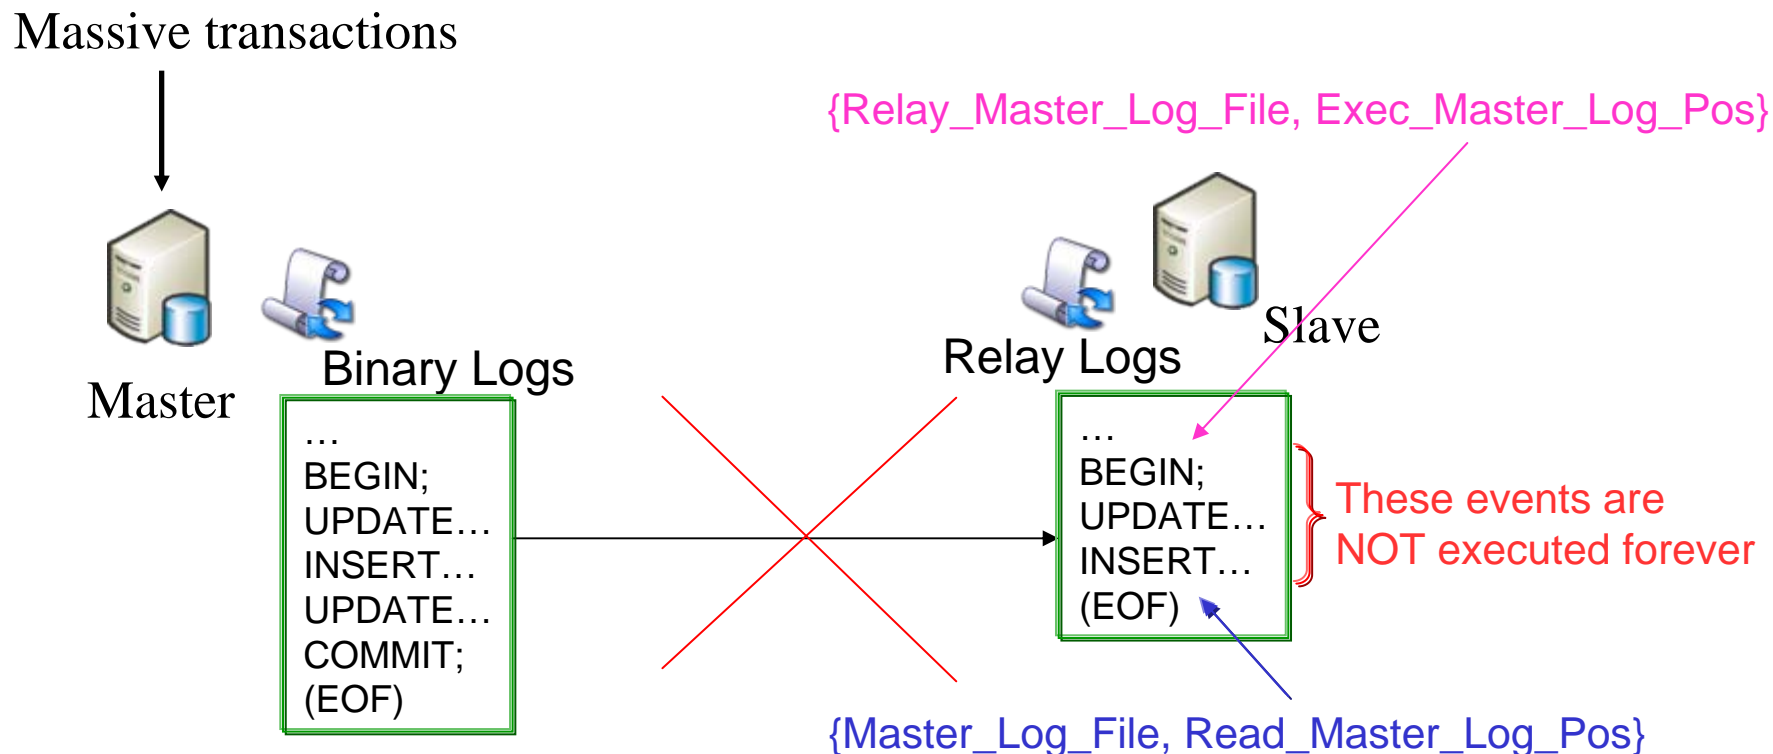 Massive transactions
{Relay_Master_Log_File, Exec_Master_Log_Pos}
Master
Binary Logs
…
BEGIN;
UPDATE…
INSERT…
UPDATE…
COMMIT;
(EOF)
Slave
Relay Logs
…
BEGIN;
UPDATE…
INSERT…
(EOF)
These events are
NOT executed forever
{Master_Log_File, Read_Master_Log_Pos}